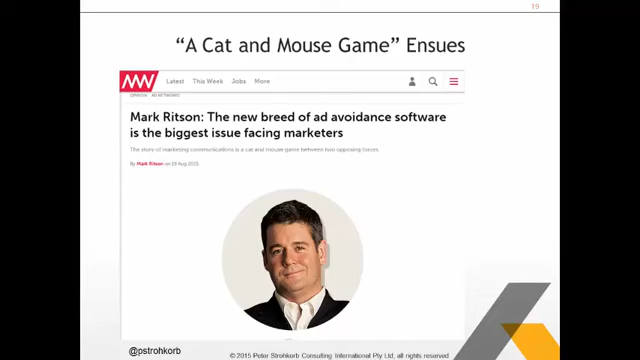 19
“A Cat and Mouse Game” Ensues
MW
Latest This Week Jobs More
OPINION AD NETWORKS
Mark Ritson: The new breed of ad avoidance software
is the biggest issue facing marketers
The story of marketing communications is a cat and mouse game between two opposing forces.
By Mark Ritson on 19 Aug 2015
@pstrohkorb
© 2015 Peter Strohkorb Consulting International Pty Ltd, all rights reserved